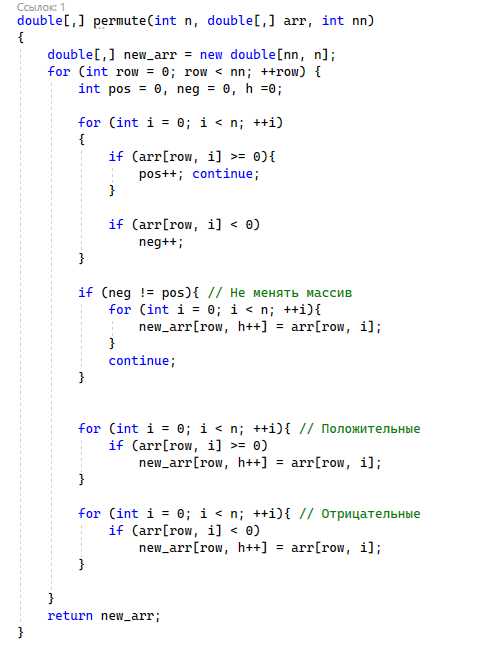 Ссылок: 1
double[,] permute(int n, double[,] arr, int nn)
{
    double[,] new_arr = new double[nn, n];
    for (int row = 0; row < nn; ++row) {
        int pos = 0, neg = 0, h =0;

        for (int i = 0; i < n; ++i)
        {
            if (arr[row, i] >= 0){
                pos++; continue;
            }

            if (arr[row, i] < 0)
                neg++;
        }

        if (neg != pos){ // Не менять массив
            for (int i = 0; i < n; ++i){
                new_arr[row, h++] = arr[row, i];
            }
            continue;
        }


        for (int i = 0; i < n; ++i){ // Положительные
            if (arr[row, i] >= 0)
                new_arr[row, h++] = arr[row, i];
        }

        for (int i = 0; i < n; ++i){ // Отрицательные
            if (arr[row, i] < 0)
                new_arr[row, h++] = arr[row, i];
        }

    }
    return new_arr;
}